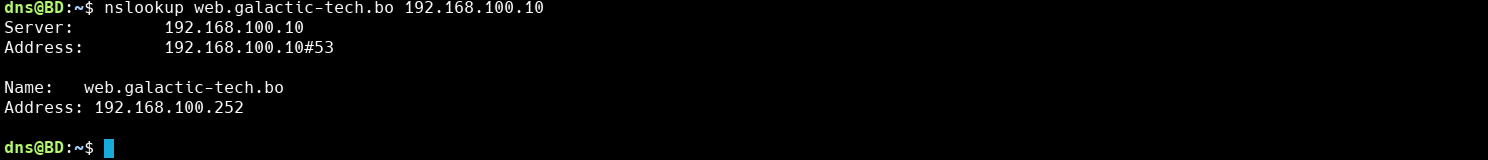 dns@BD:~$ nslookup web.galactic-tech.bo 192.168.100.10
Server:         192.168.100.10
Address:        192.168.100.10#53
Name:   web.galactic-tech.bo
Address: 192.168.100.252
dns@BD:~$